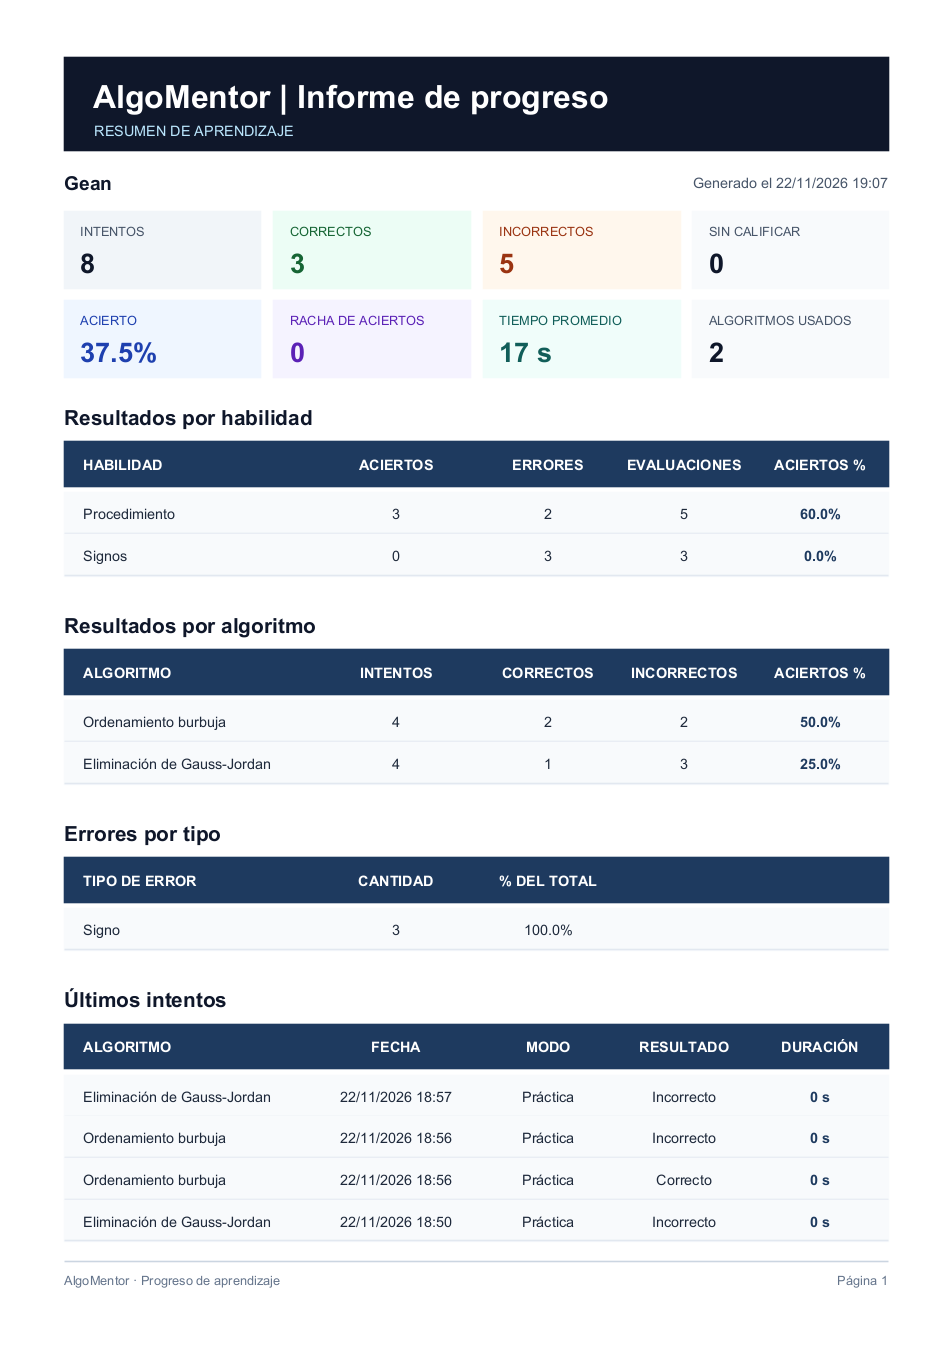 AlgoMentor | Informe de progreso
RESUMEN DE APRENDIZAJE
Gean Generado el 22/11/2026 19:07
INTENTOS CORRECTOS INCORRECTOS SIN CALIFICAR
8 3 5 0
ACIERTO RACHA DE ACIERTOS TIEMPO PROMEDIO ALGORITMOS USADOS
37.5% 0 17 s 2
Resultados por habilidad
HABILIDAD ACIERTOS ERRORES EVALUACIONES ACIERTOS %
Procedimiento 3 2 5 60.0%
Signos 0 3 3 0.0%
Resultados por algoritmo
ALGORITMO INTENTOS CORRECTOS INCORRECTOS ACIERTOS %
Ordenamiento burbuja 4 2 2 50.0%
Eliminación de Gauss-Jordan 4 1 3 25.0%
Errores por tipo
TIPO DE ERROR CANTIDAD % DEL TOTAL
Signo 3 100.0%
Últimos intentos
ALGORITMO FECHA MODO RESULTADO DURACIÓN
Eliminación de Gauss-Jordan 22/11/2026 18:57 Práctica Incorrecto 0 s
Ordenamiento burbuja 22/11/2026 18:56 Práctica Incorrecto 0 s
Ordenamiento burbuja 22/11/2026 18:56 Práctica Correcto 0 s
Eliminación de Gauss-Jordan 22/11/2026 18:50 Práctica Incorrecto 0 s
AlgoMentor · Progreso de aprendizaje Página 1